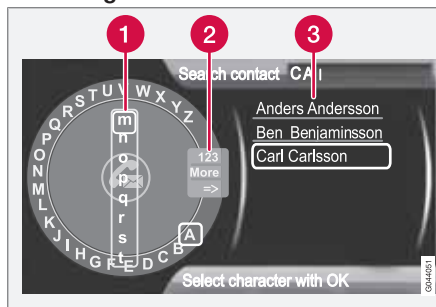 1
2
3
Search contact CA
A B C D E F G H I J K L M N O P Q R S T U V W X Y Z
m
n
o
p
q
r
s
t
123
More
=>
Anders Andersson
Ben Benjaminsson
Carl Carlsson
Select character with OK
G044051